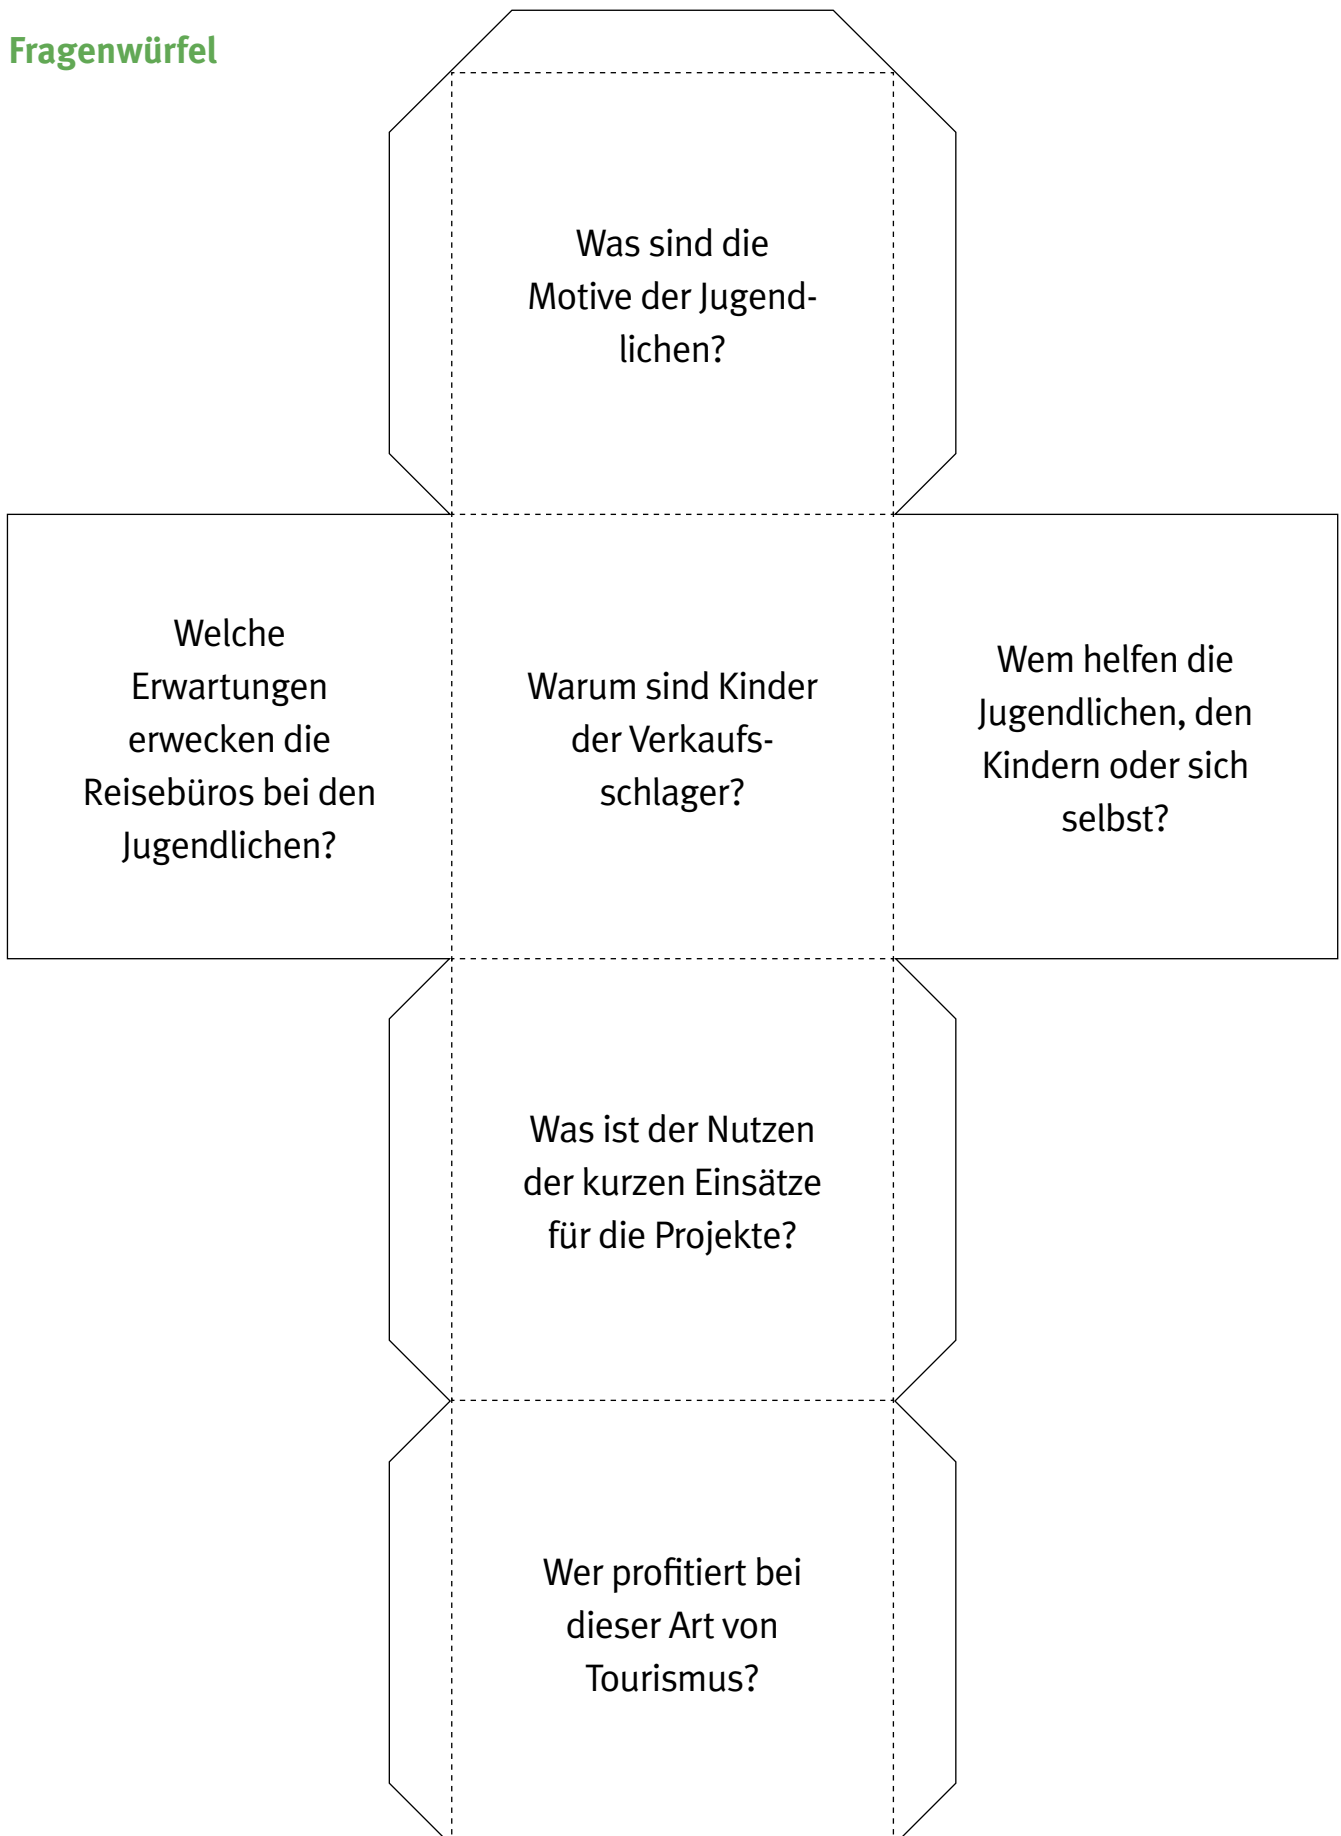 Fragenwürfel
Was sind die
Motive der Jugend-
lichen?
Welche
Erwartungen
erwecken die
Reisebüros bei den
Jugendlichen?
Warum sind Kinder
der Verkaufs-
schlager?
Wem helfen die
Jugendlichen, den
Kindern oder sich
selbst?
Was ist der Nutzen
der kurzen Einsätze
für die Projekte?
Wer profitiert bei
dieser Art von
Tourismus?